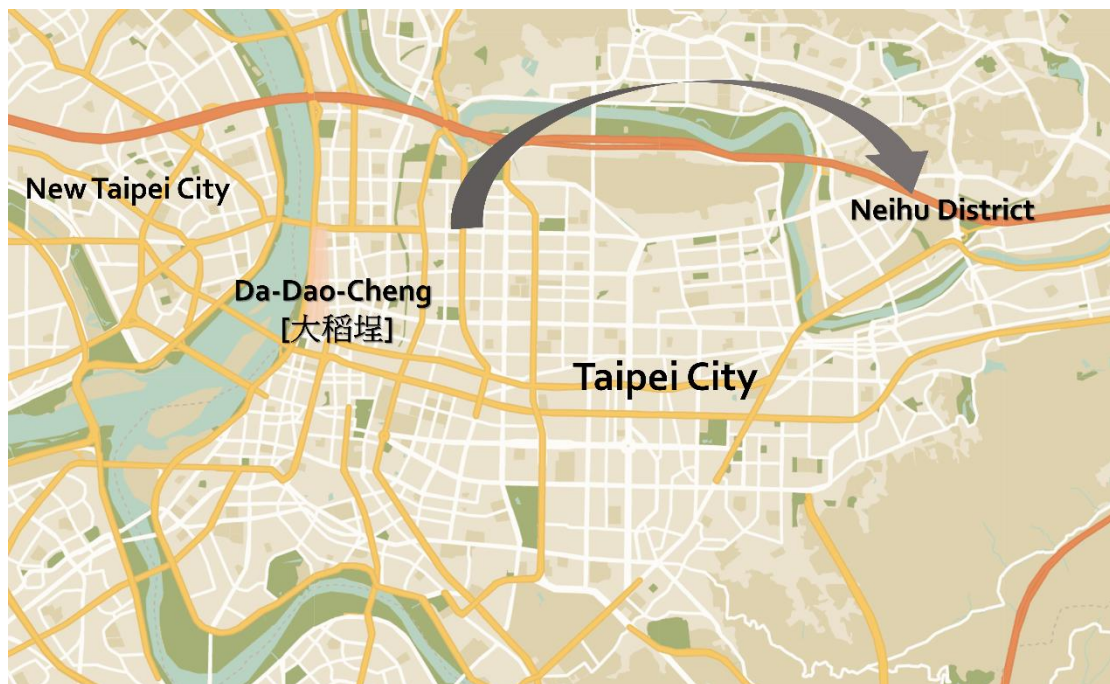 New Taipei City
Neihu District
Da-Dao-Cheng
[大稻埕]
Taipei City